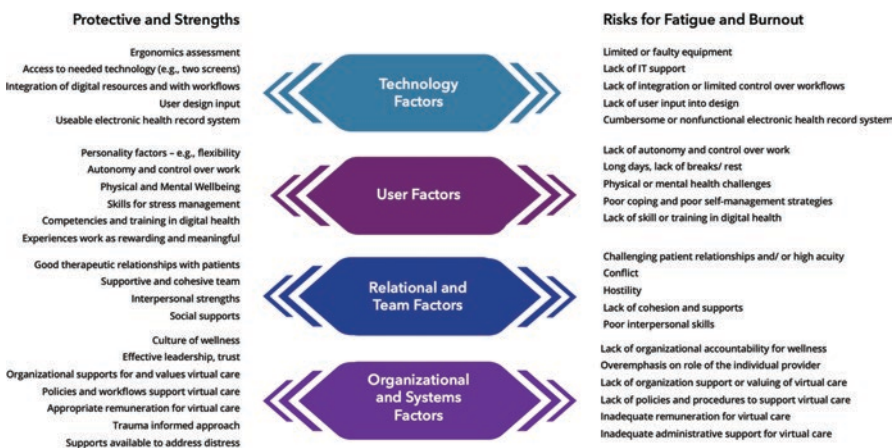 Protective and Strengths
Risks for Fatigue and Burnout
Ergonomics assessment
Access to needed technology (e.g., two screens)
Integration of digital resources and with workflows
User design input
Useable electronic health record system
Technology
Factors
Limited or faulty equipment
Lack of IT support
Lack of integration or limited control over workflows
Lack of user input into design
Cumbersome or nonfunctional electronic health record system
Personality factors – e.g., flexibility
Autonomy and control over work
Physical and Mental Wellbeing
Skills for stress management
Competencies and training in digital health
Experiences work as rewarding and meaningful
User Factors
Lack of autonomy and control over work
Long days, lack of breaks/ rest
Physical or mental health challenges
Poor coping and poor self-management strategies
Lack of skill or training in digital health
Good therapeutic relationships with patients
Supportive and cohesive team
Interpersonal strengths
Social supports
Relational and
Team Factors
Challenging patient relationships and/ or high acuity
Conflict
Hostility
Lack of cohesion and supports
Poor interpersonal skills
Culture of wellness
Effective leadership, trust
Organizational supports for and values virtual care
Policies and workflows support virtual care
Appropriate remuneration for virtual care
Trauma informed approach
Supports available to address distress
Organizational
and Systems
Factors
Lack of organizational accountability for wellness
Overemphasis on role of the individual provider
Lack of organization support or valuing of virtual care
Lack of policies and procedures to support virtual care
Inadequate remuneration for virtual care
Inadequate administrative support for virtual care